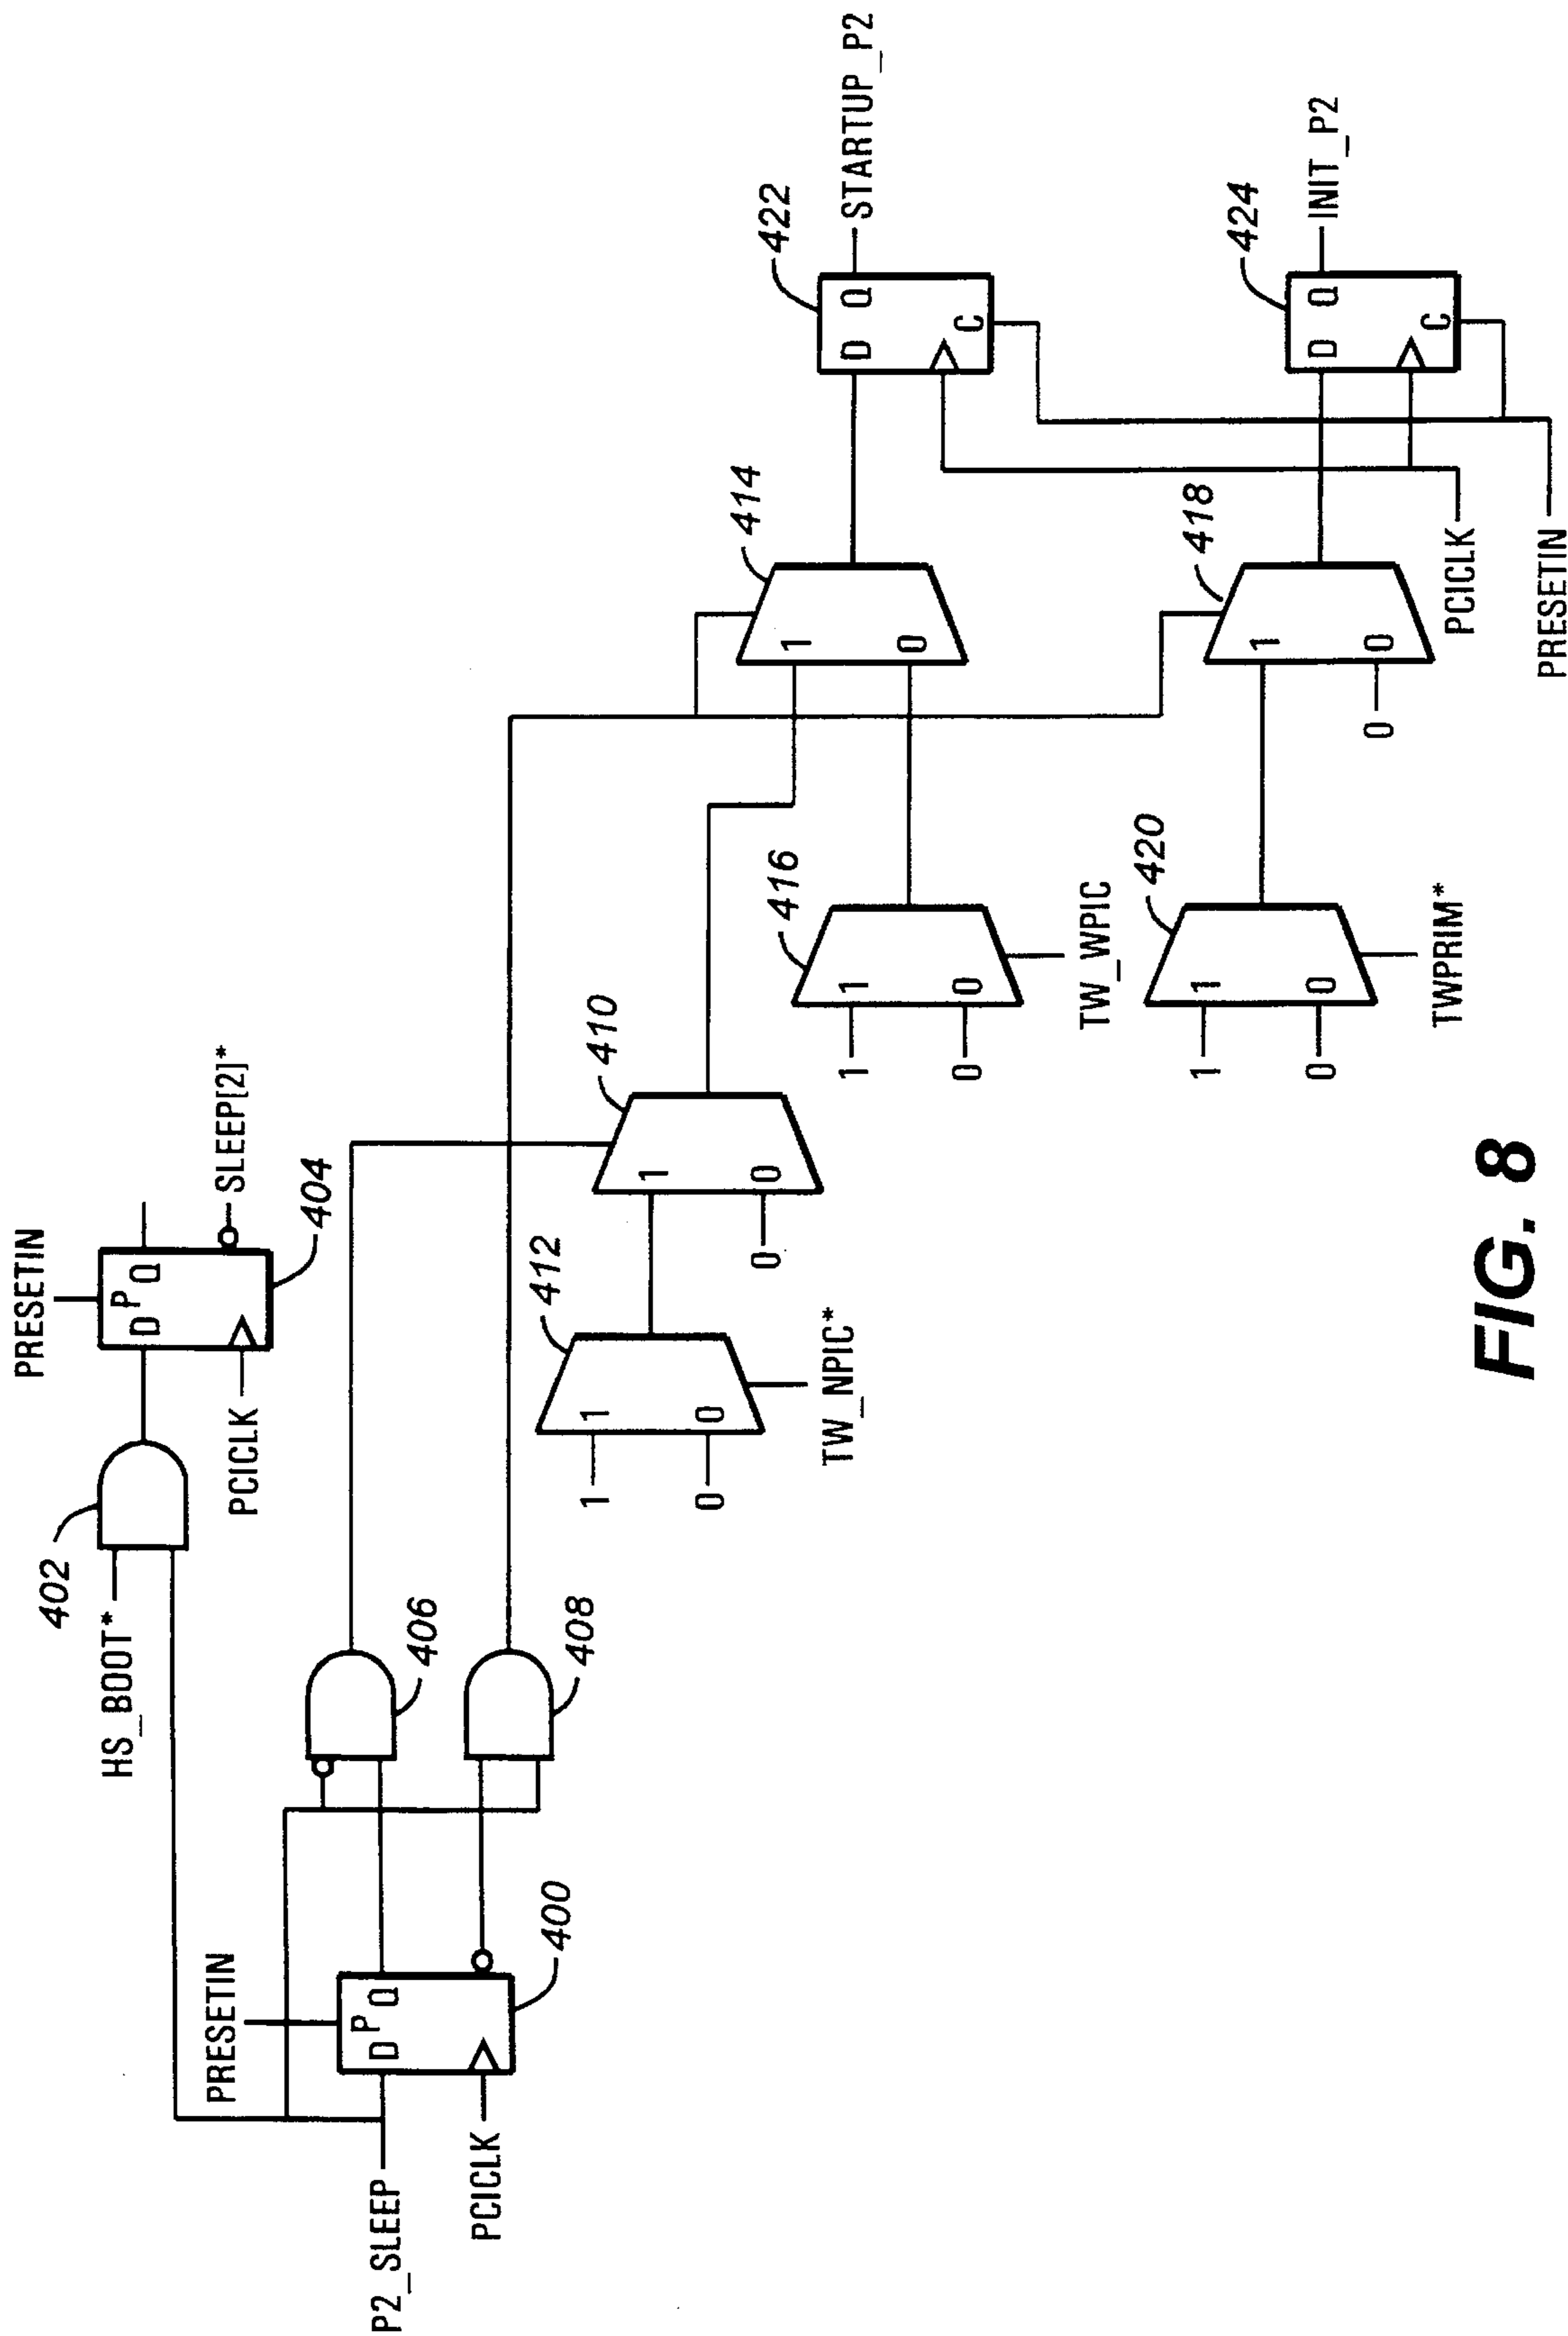 PRESETIN
402
HS_BOOT*
D P Q
PCICLK
SLEEP[2]*
404
PRESETIN
P2_SLEEP
D P Q
PCICLK
400
406
408
412
1 1
0 0
TW_NPIC*
410
1
0 0
416
1 1
0 0
TW_WPIC
414
1
0
422
D Q
C
STARTUP_P2
420
1 1
0 0
TWPRIM*
418
1
0 0
424
D Q
C
INIT_P2
PCICLK
PRESETIN
FIG. 8